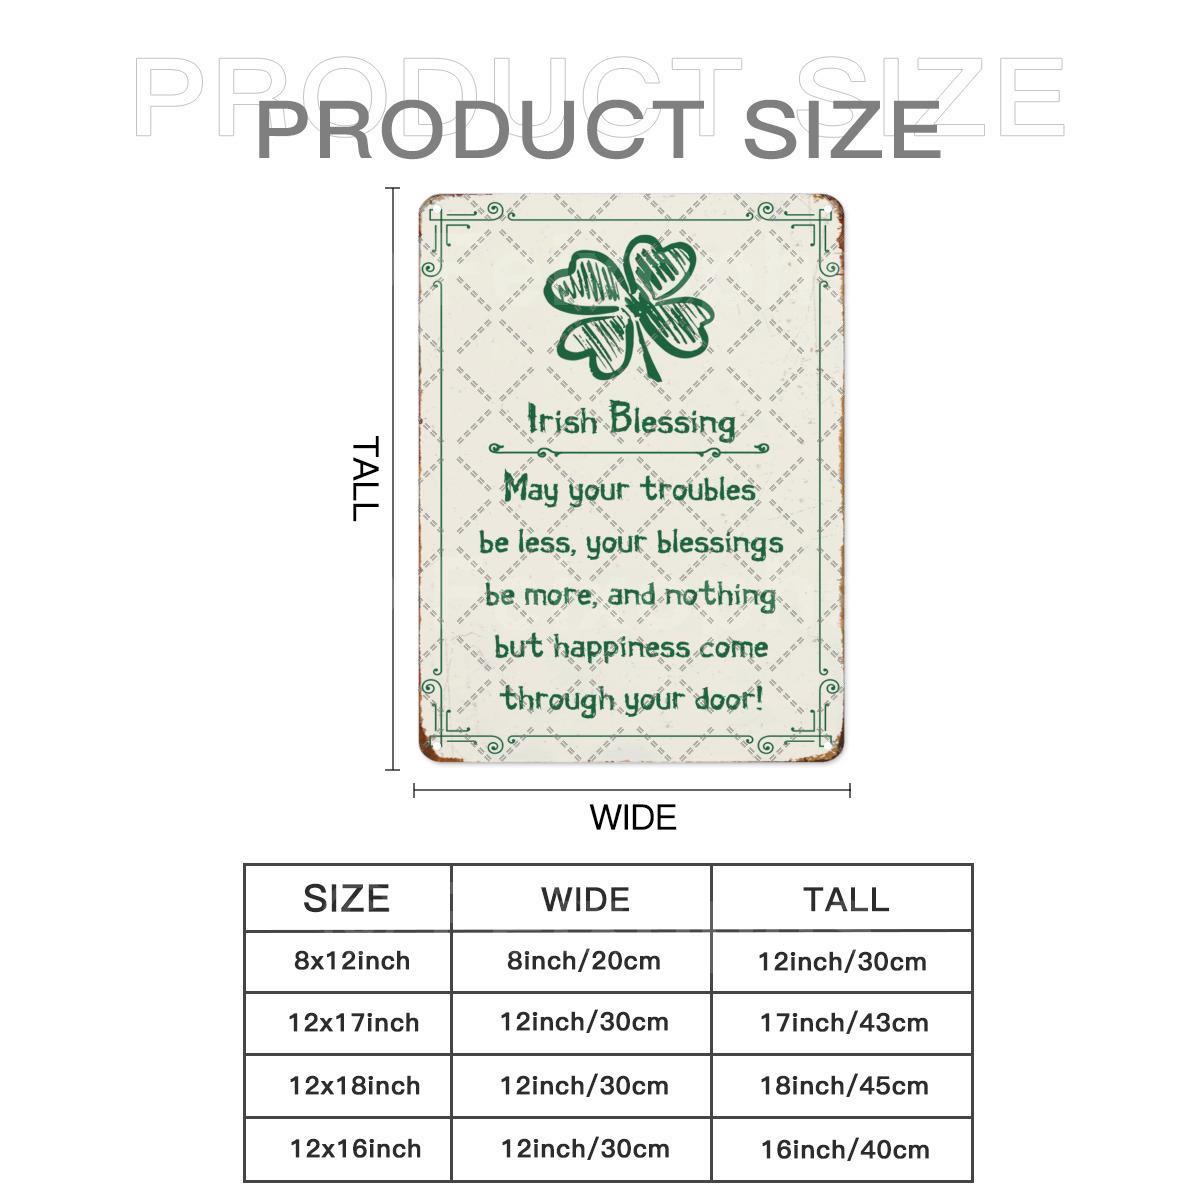 PRODUCT SIZE
PRODUCT SIZE
TALL
Irish Blessing
May your troubles
be less, your blessings
be more, and nothing
but happiness come
through your door!
WIDE
SIZE WIDE TALL
8x12inch 8inch/20cm 12inch/30cm
12x17inch 12inch/30cm 17inch/43cm
12x18inch 12inch/30cm 18inch/45cm
12x16inch 12inch/30cm 16inch/40cm